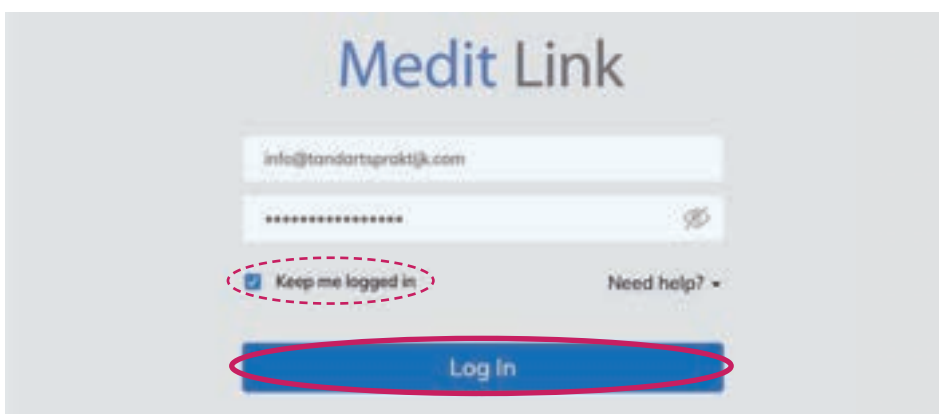 Medit Link
info@tandartspraktijk.com
••••••••••••••••
Keep me logged in
Need help?
Log In